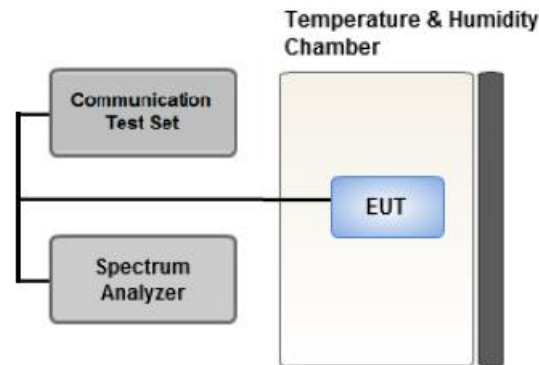 Temperature & Humidity
Chamber
Communication
Test Set
EUT
Spectrum
Analyzer